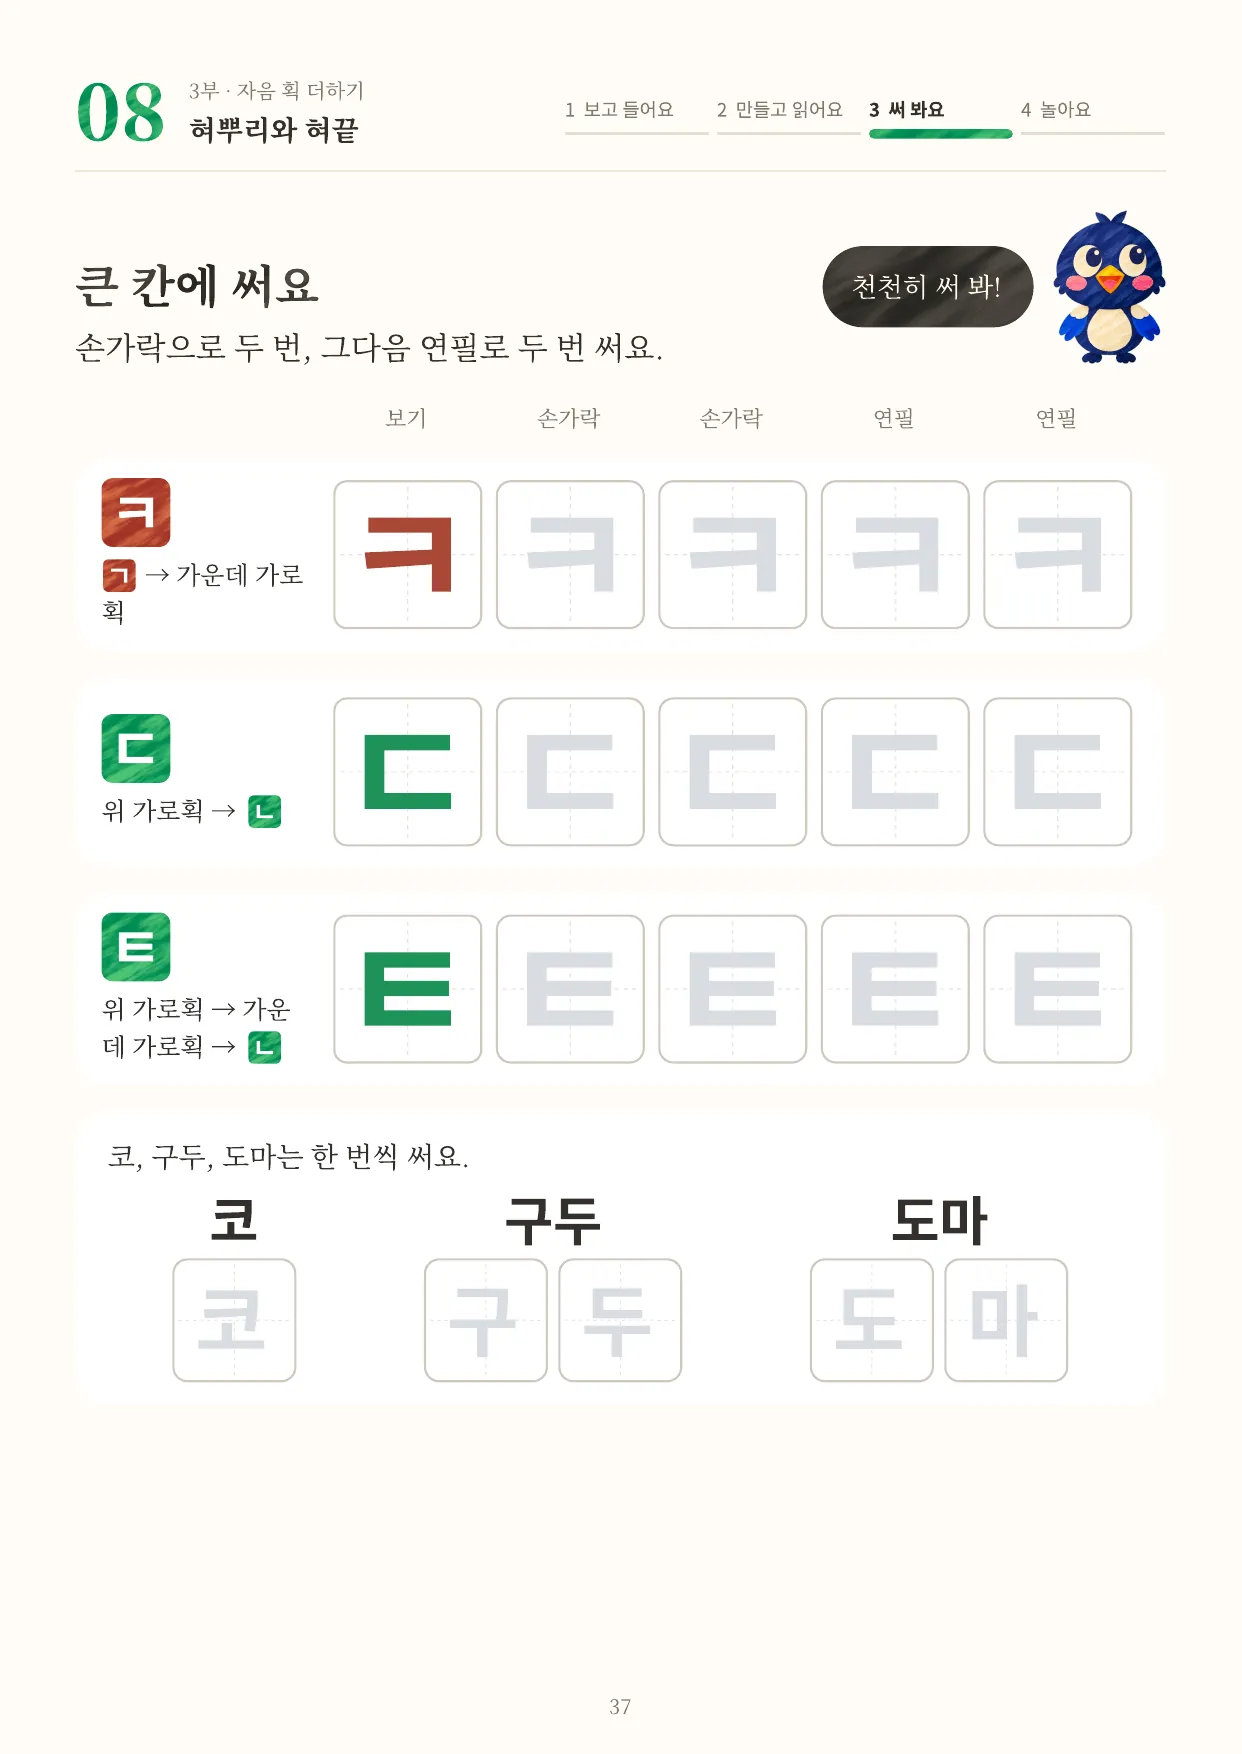 08
3부 · 자음 획 더하기
혀뿌리와 혀끝
1 보고 들어요
2 만들고 읽어요
3 써 봐요
4 놀아요
큰 칸에 써요
천천히 써 봐!
손가락으로 두 번, 그다음 연필로 두 번 써요.
보기 손가락 손가락 연필 연필
ㅋ
ㄱ → 가운데 가로
획
ㅋ ㅋ ㅋ ㅋ ㅋ
ㄷ
위 가로획 → ㄴ
ㄷ ㄷ ㄷ ㄷ ㄷ
ㅌ
위 가로획 → 가운
데 가로획 → ㄴ
ㅌ ㅌ ㅌ ㅌ ㅌ
코, 구두, 도마는 한 번씩 써요.
코 구두 도마
코 구 두 도 마
37